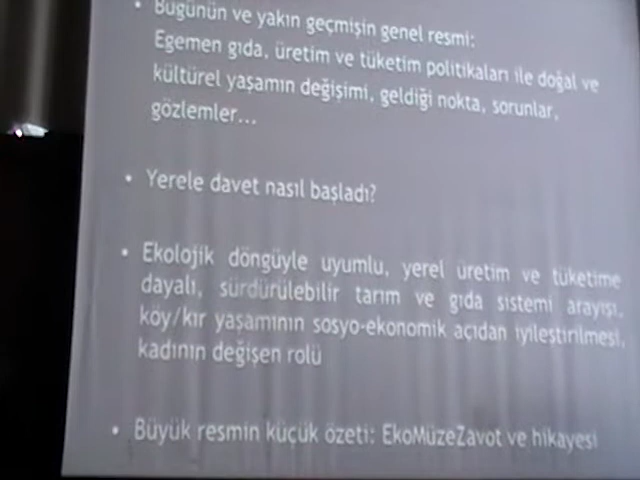 • Bugünün ve yakın geçmişin genel resmi:
Egemen gıda, üretim ve tüketim politikaları ile doğal ve
kültürel yaşamın değişimi, geldiği nokta, sorunlar,
gözlemler...
• Yerele davet nasıl başladı?
• Ekolojik döngüyle uyumlu, yerel üretim ve tüketime
dayalı, sürdürülebilir tarım ve gıda sistemi arayışı,
köy/kır yaşamının sosyo-ekonomik açıdan iyileştirilmesi,
kadının değişen rolü
• Büyük resmin küçük özeti: EkoMüzeZavot ve hikayesi